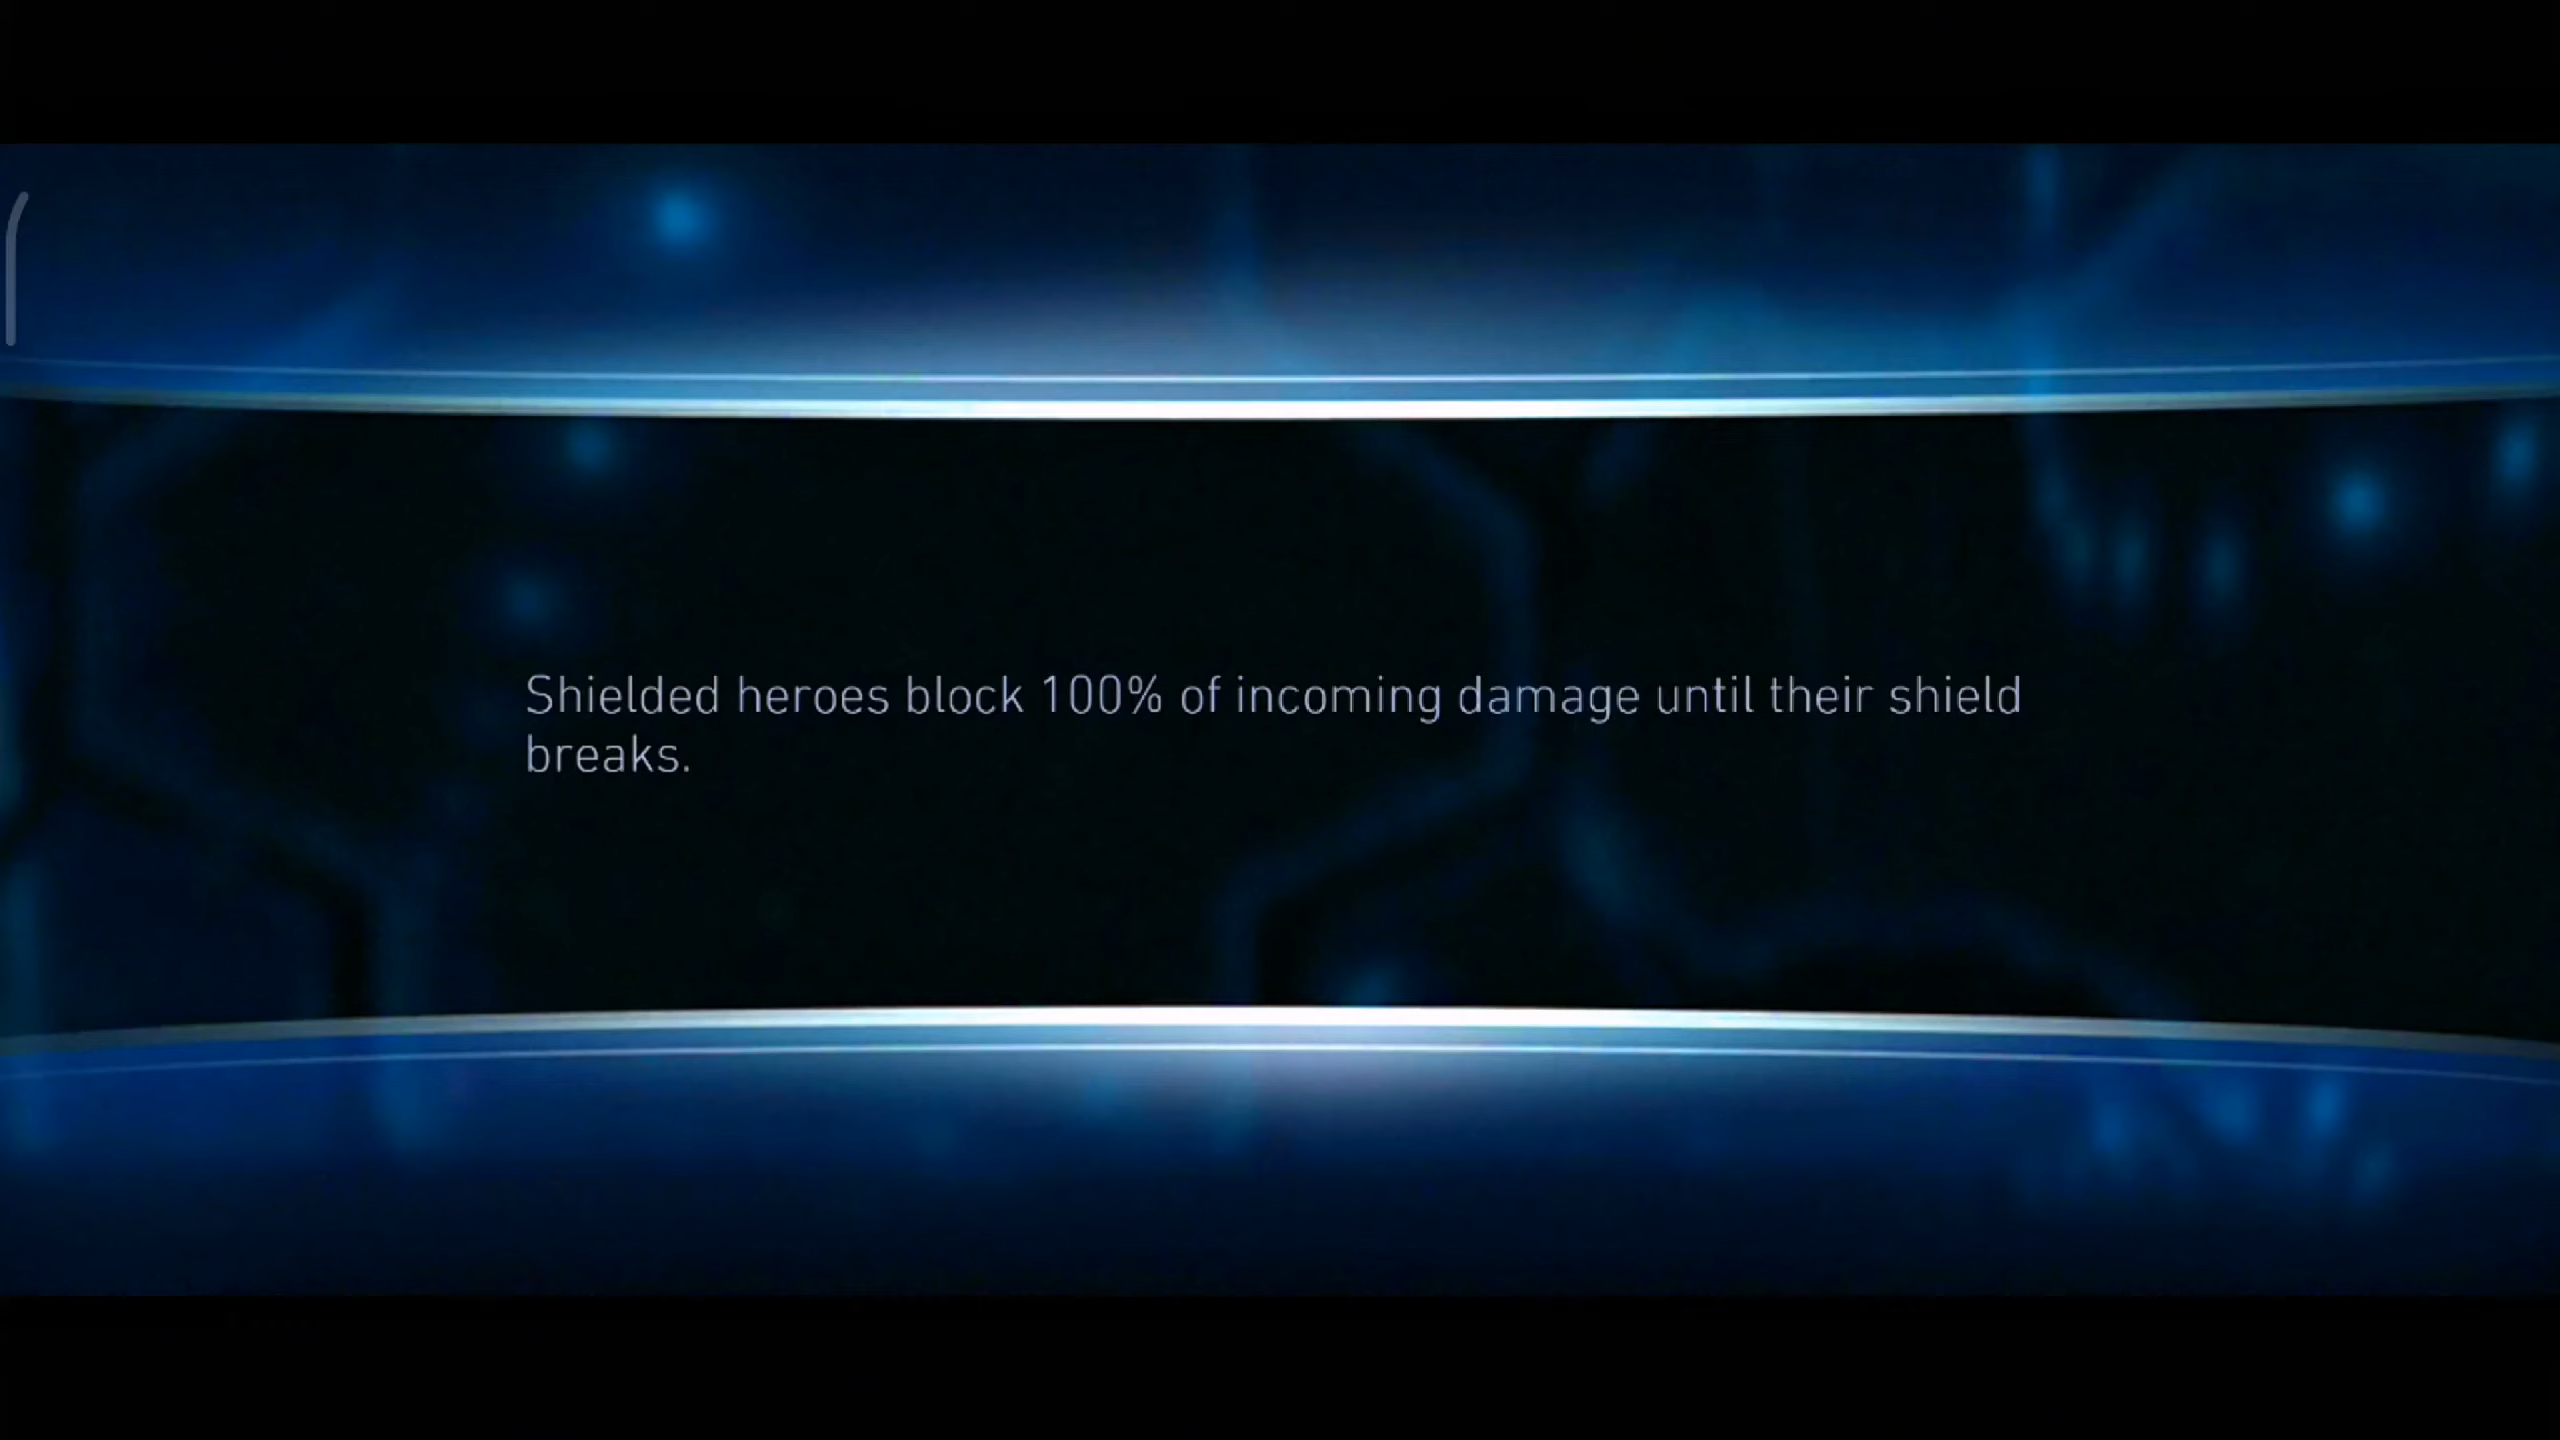 Shielded heroes block 100% of incoming damage until their shield
breaks.